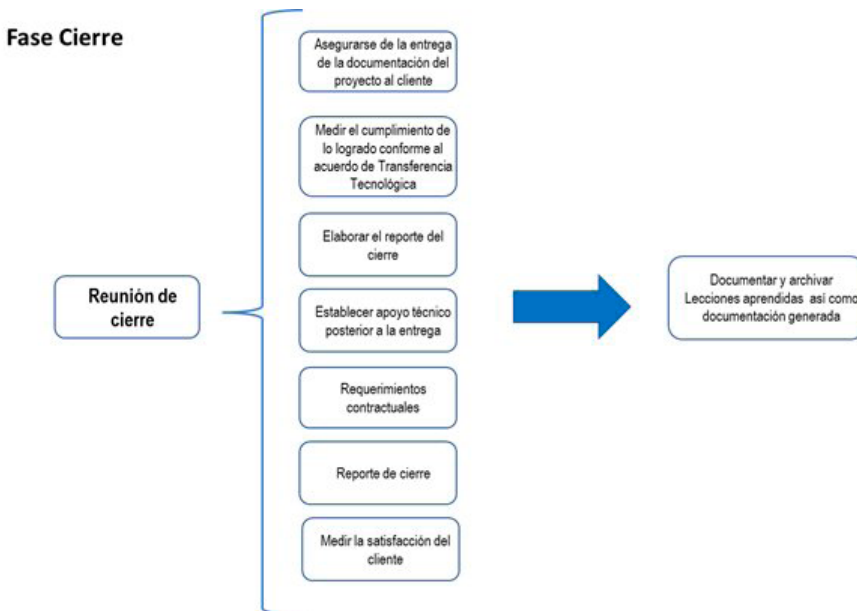 Fase Cierre
Asegurarse de la entrega
de la documentación del
proyecto al cliente
Medir el cumplimiento de
lo logrado conforme al
acuerdo de Transferencia
Tecnológica
Elaborar el reporte del
cierre
Reunión de
cierre
Establecer apoyo técnico
posterior a la entrega
Requerimientos
contractuales
Reporte de cierre
Medir la satisfacción del
cliente
Documentar y archivar
Lecciones aprendidas así como
documentación generada